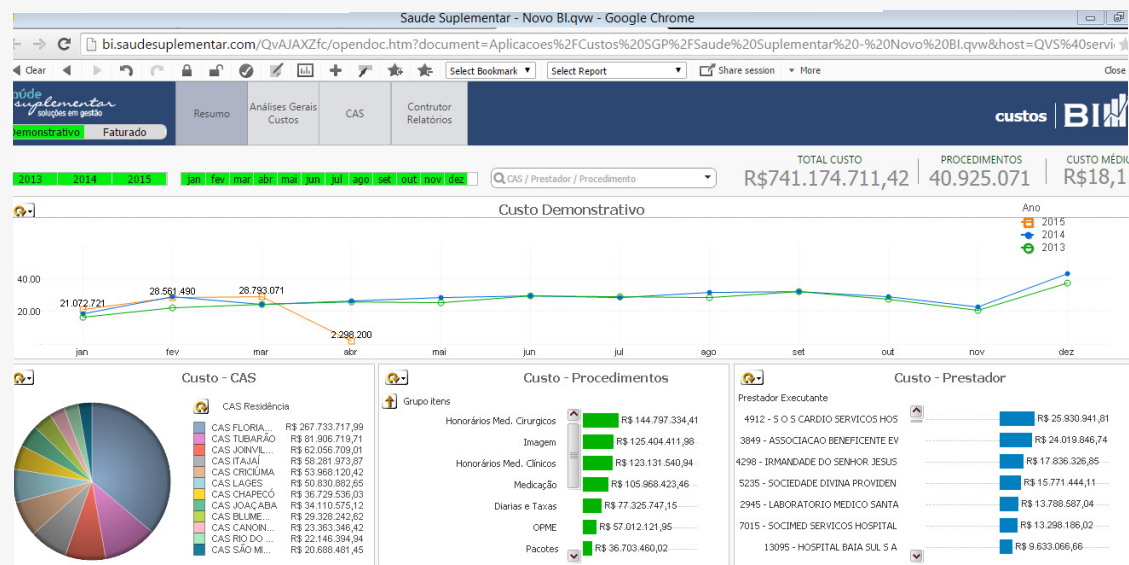 Saude Suplementar - Novo BI.qvw - Google Chrome
bi.saudesuplementar.com/QvAJAXZfc/opendoc.htm?document=Aplicacoes%2FCustos%20SGP%2FSaude%20Suplementar%20-%20Novo%20BI.qvw&host=QVS%40servi
Clear Select Bookmark Select Report Share session More Close
suplementar
soluções em gestão
Demonstrativo Faturado
Resumo Análises Gerais Custos CAS Contrutor Relatórios
custos BI
2013 2014 2015 jan fev mar abr mai jun jul ago set out nov dez CAS / Prestador / Procedimento
TOTAL CUSTO PROCEDIMENTOS CUSTO MÉDI
R$741.174.711,42 40.925.071 R$18,1
Custo Demonstrativo
Ano
2015
2014
2013
40.00
20.00
21.072.721 28.561.490 28.793.071
2.298.200
jan fev mar abr mai jun jul ago set out nov dez
Custo - CAS
CAS Residência
CAS FLORIA... R$ 267.733.717,99
CAS TUBARÃO R$ 81.906.719,71
CAS JOINVIL... R$ 62.056.709,01
CAS ITAJAÍ R$ 58.281.973,87
CAS CRICIÚMA R$ 53.968.120,42
CAS LAGES R$ 50.830.882,65
CAS CHAPECÓ R$ 36.729.536,03
CAS JOAÇABA R$ 34.110.575,12
CAS BLUME... R$ 29.328.242,62
CAS CANOIN... R$ 23.363.346,42
CAS RIO DO ... R$ 22.146.394,94
CAS SÃO MI... R$ 20.688.481,45
Custo - Procedimentos
Grupo itens
Honorários Med. Cirurgicos R$ 144.797.334,41
Imagem R$ 125.404.411,98
Honorários Med. Clínicos R$ 123.131.540,94
Medicação R$ 105.968.423,46
Diarias e Taxas R$ 77.325.747,15
OPME R$ 57.012.121,95
Pacotes R$ 36.703.460,02
Custo - Prestador
Prestador Executante
4912 - S O S CARDIO SERVICOS HOS R$ 25.930.941,81
3849 - ASSOCIACAO BENEFICENTE EV R$ 24.019.846,74
4298 - IRMANDADE DO SENHOR JESUS R$ 17.836.326,85
5235 - SOCIEDADE DIVINA PROVIDEN R$ 15.771.444,11
2945 - LABORATORIO MEDICO SANTA R$ 13.788.587,04
7015 - SOCIMED SERVICOS HOSPITAL R$ 13.298.186,02
13095 - HOSPITAL BAIA SUL S A R$ 9.633.066,66